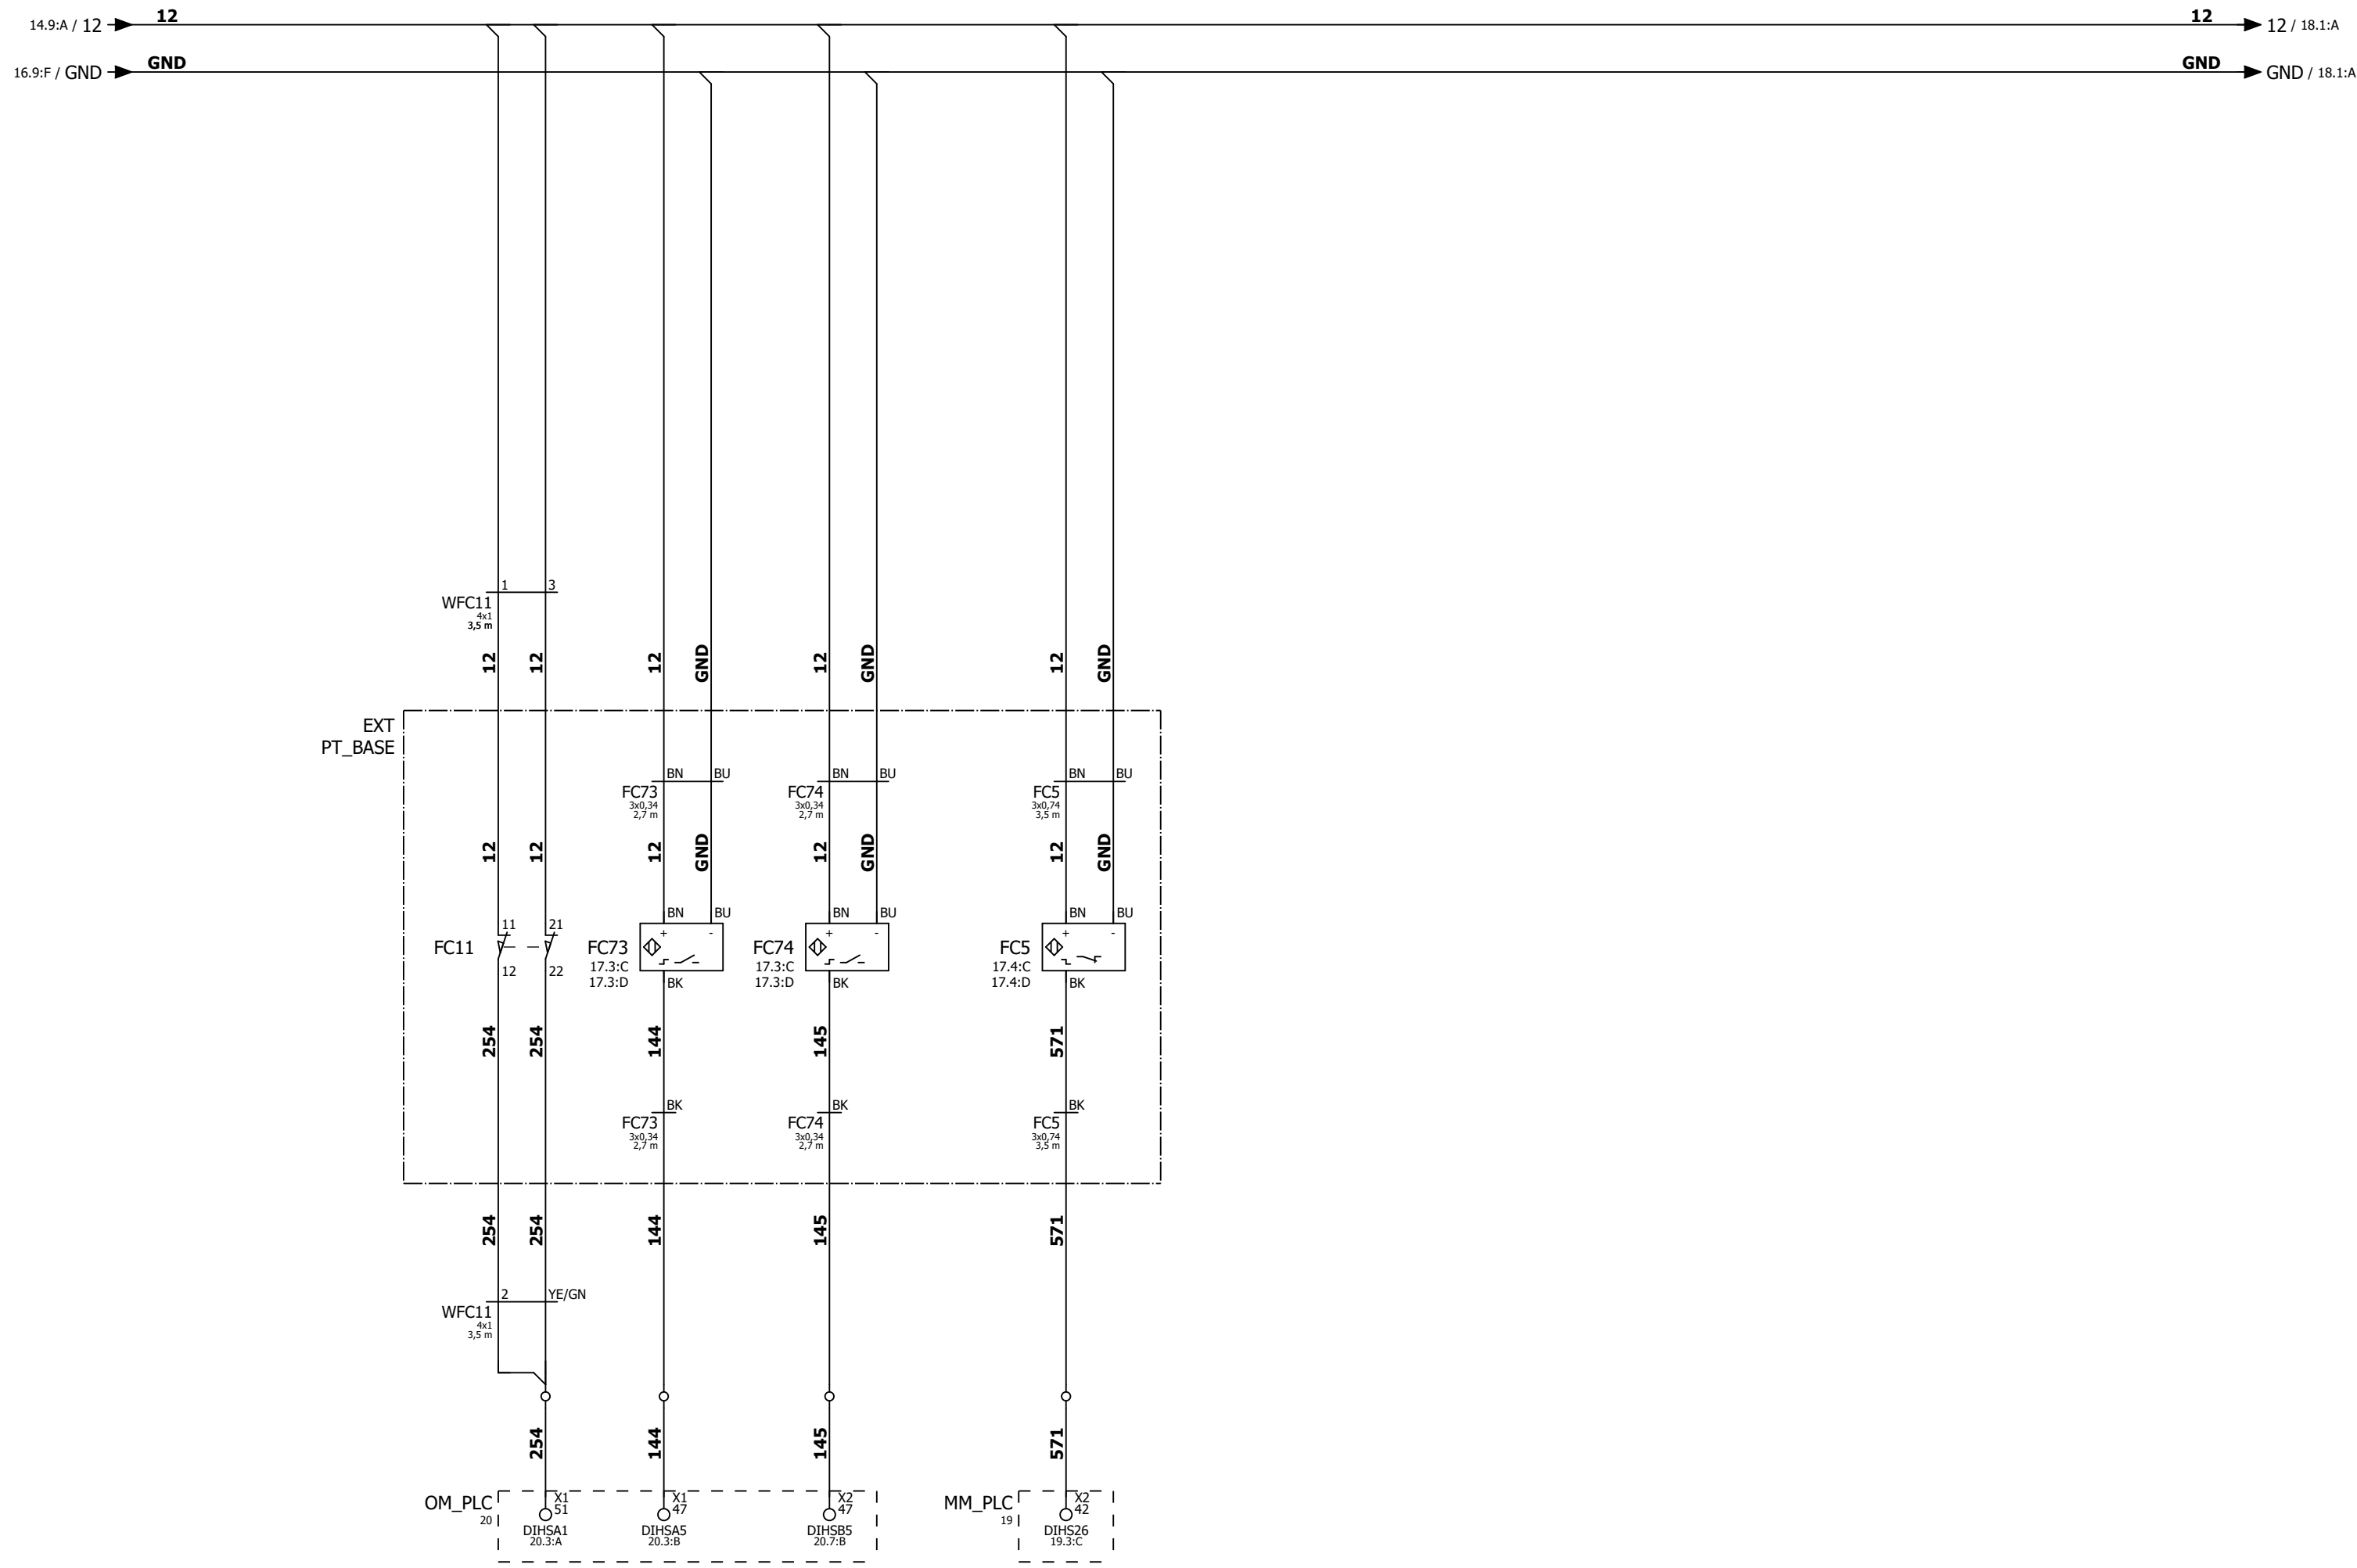 14.9:A / 12
12
12
12 / 18.1:A
16.9:F / GND
GND
GND
GND / 18.1:A
1
3
WFC11
4x1
3,5 m
12
12
12
GND
12
GND
12
GND
EXT
PT_BASE
BN
BU
BN
BU
BN
BU
FC73
3x0,34
2,7 m
FC74
3x0,34
2,7 m
FC5
3x0,74
3,5 m
12
12
12
GND
12
GND
12
GND
11
21
BN
BU
BN
BU
BN
BU
+
-
+
-
+
-
FC11
FC73
17.3:C
17.3:D
FC74
17.3:C
17.3:D
FC5
17.4:C
17.4:D
12
22
BK
BK
BK
254
254
144
145
571
BK
BK
BK
FC73
3x0,34
2,7 m
FC74
3x0,34
2,7 m
FC5
3x0,74
3,5 m
254
254
144
145
571
2
YE/GN
WFC11
4x1
3,5 m
254
144
145
571
OM_PLC
20
X1
51
DIHSA1
20.3:A
X1
47
DIHSA5
20.3:B
X2
47
DIHSB5
20.7:B
MM_PLC
19
X2
42
DIHS26
19.3:C